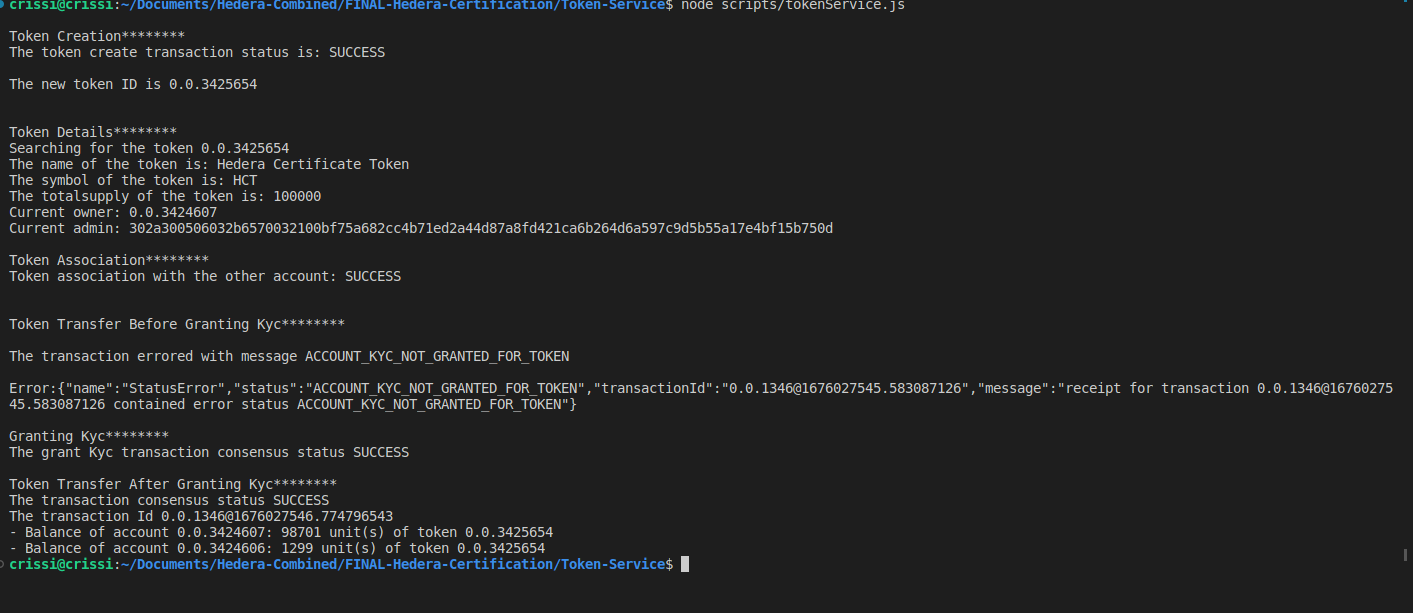 crissi@crissi:~/Documents/Hedera-Combined/FINAL-Hedera-Certification/Token-Service$ node scripts/tokenService.js
Token Creation********
The token create transaction status is: SUCCESS
The new token ID is 0.0.3425654
Token Details********
Searching for the token 0.0.3425654
The name of the token is: Hedera Certificate Token
The symbol of the token is: HCT
The totalsupply of the token is: 100000
Current owner: 0.0.3424607
Current admin: 302a300506032b6570032100bf75a682cc4b71ed2a44d87a8fd421ca6b264d6a597c9d5b55a17e4bf15b750d
Token Association********
Token association with the other account: SUCCESS
Token Transfer Before Granting Kyc********
The transaction errored with message ACCOUNT_KYC_NOT_GRANTED_FOR_TOKEN
Error:{"name":"StatusError","status":"ACCOUNT_KYC_NOT_GRANTED_FOR_TOKEN","transactionId":"0.0.1346@1676027545.583087126","message":"receipt for transaction 0.0.1346@16760275
45.583087126 contained error status ACCOUNT_KYC_NOT_GRANTED_FOR_TOKEN"}
Granting Kyc********
The grant Kyc transaction consensus status SUCCESS
Token Transfer After Granting Kyc********
The transaction consensus status SUCCESS
The transaction Id 0.0.1346@1676027546.774796543
- Balance of account 0.0.3424607: 98701 unit(s) of token 0.0.3425654
- Balance of account 0.0.3424606: 1299 unit(s) of token 0.0.3425654
crissi@crissi:~/Documents/Hedera-Combined/FINAL-Hedera-Certification/Token-Service$